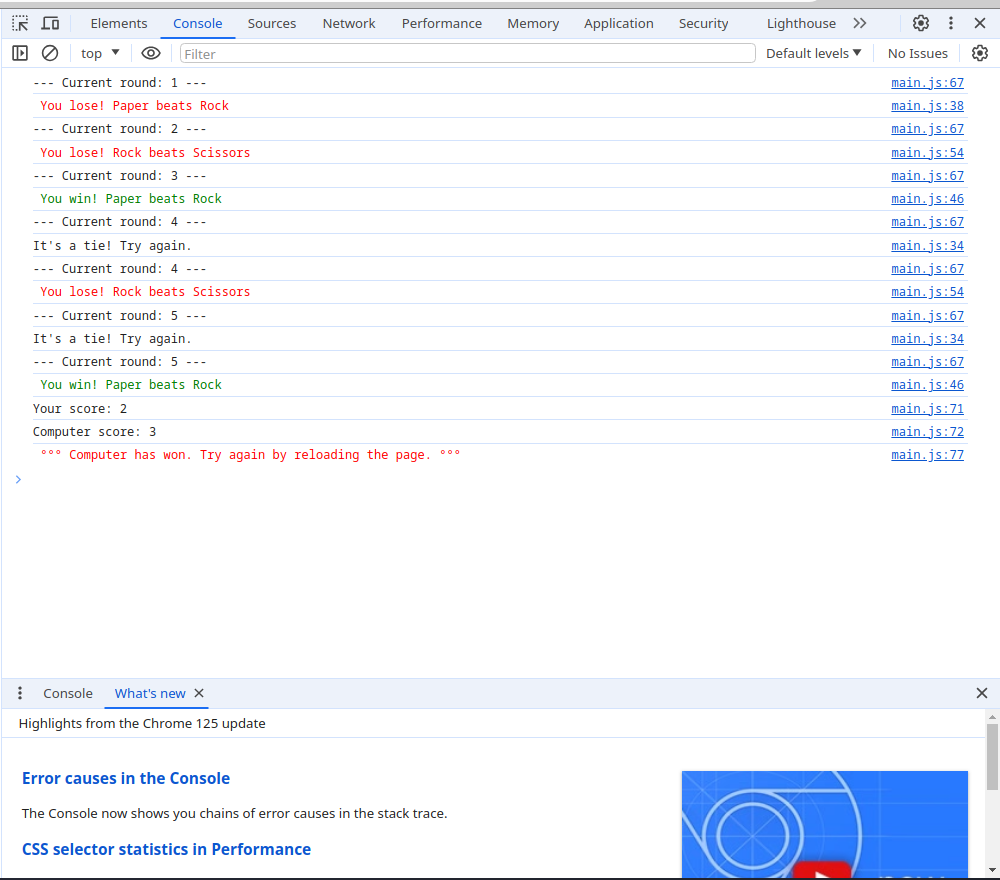 Elements Console Sources Network Performance Memory Application Security Lighthouse
top Filter Default levels No Issues
--- Current round: 1 --- main.js:67
You lose! Paper beats Rock main.js:38
--- Current round: 2 --- main.js:67
You lose! Rock beats Scissors main.js:54
--- Current round: 3 --- main.js:67
You win! Paper beats Rock main.js:46
--- Current round: 4 --- main.js:67
It's a tie! Try again. main.js:34
--- Current round: 4 --- main.js:67
You lose! Rock beats Scissors main.js:54
--- Current round: 5 --- main.js:67
It's a tie! Try again. main.js:34
--- Current round: 5 --- main.js:67
You win! Paper beats Rock main.js:46
Your score: 2 main.js:71
Computer score: 3 main.js:72
°°° Computer has won. Try again by reloading the page. °°° main.js:77
Console What's new
Highlights from the Chrome 125 update
Error causes in the Console
The Console now shows you chains of error causes in the stack trace.
CSS selector statistics in Performance